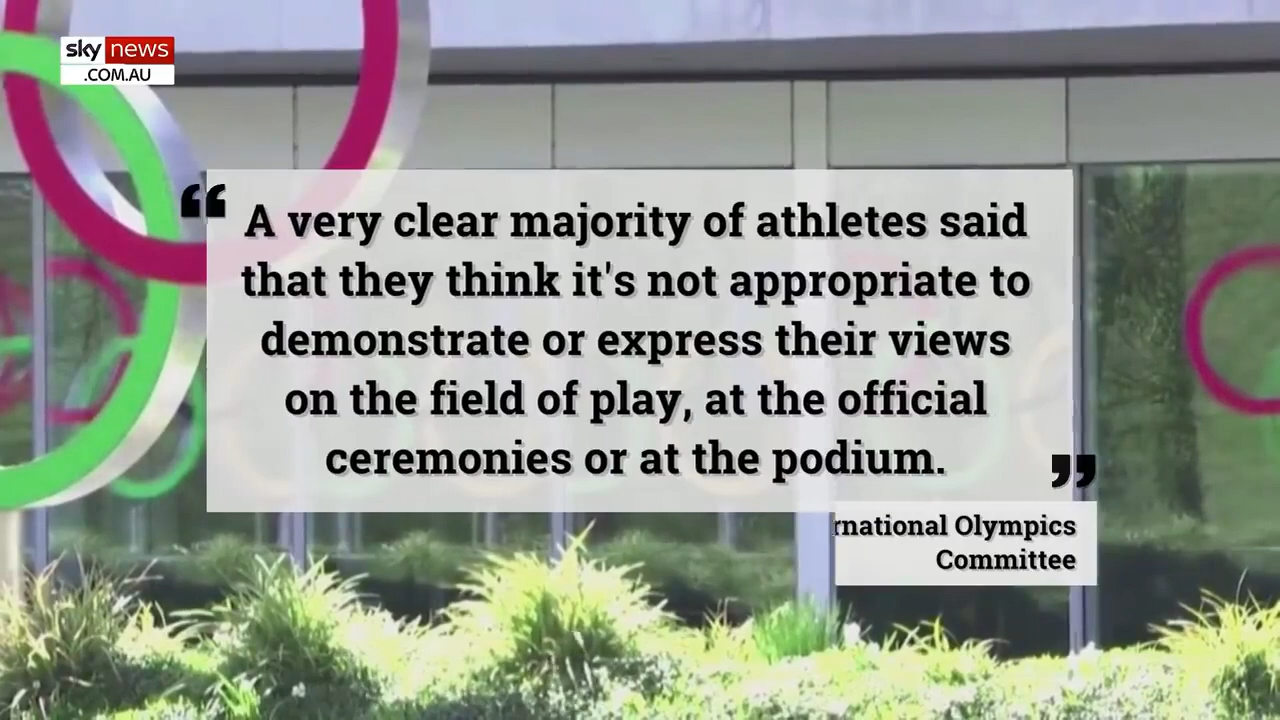 sky news
.COM.AU
“ A very clear majority of athletes said
that they think it's not appropriate to
demonstrate or express their views
on the field of play, at the official
ceremonies or at the podium. ”
rnational Olympics
Committee